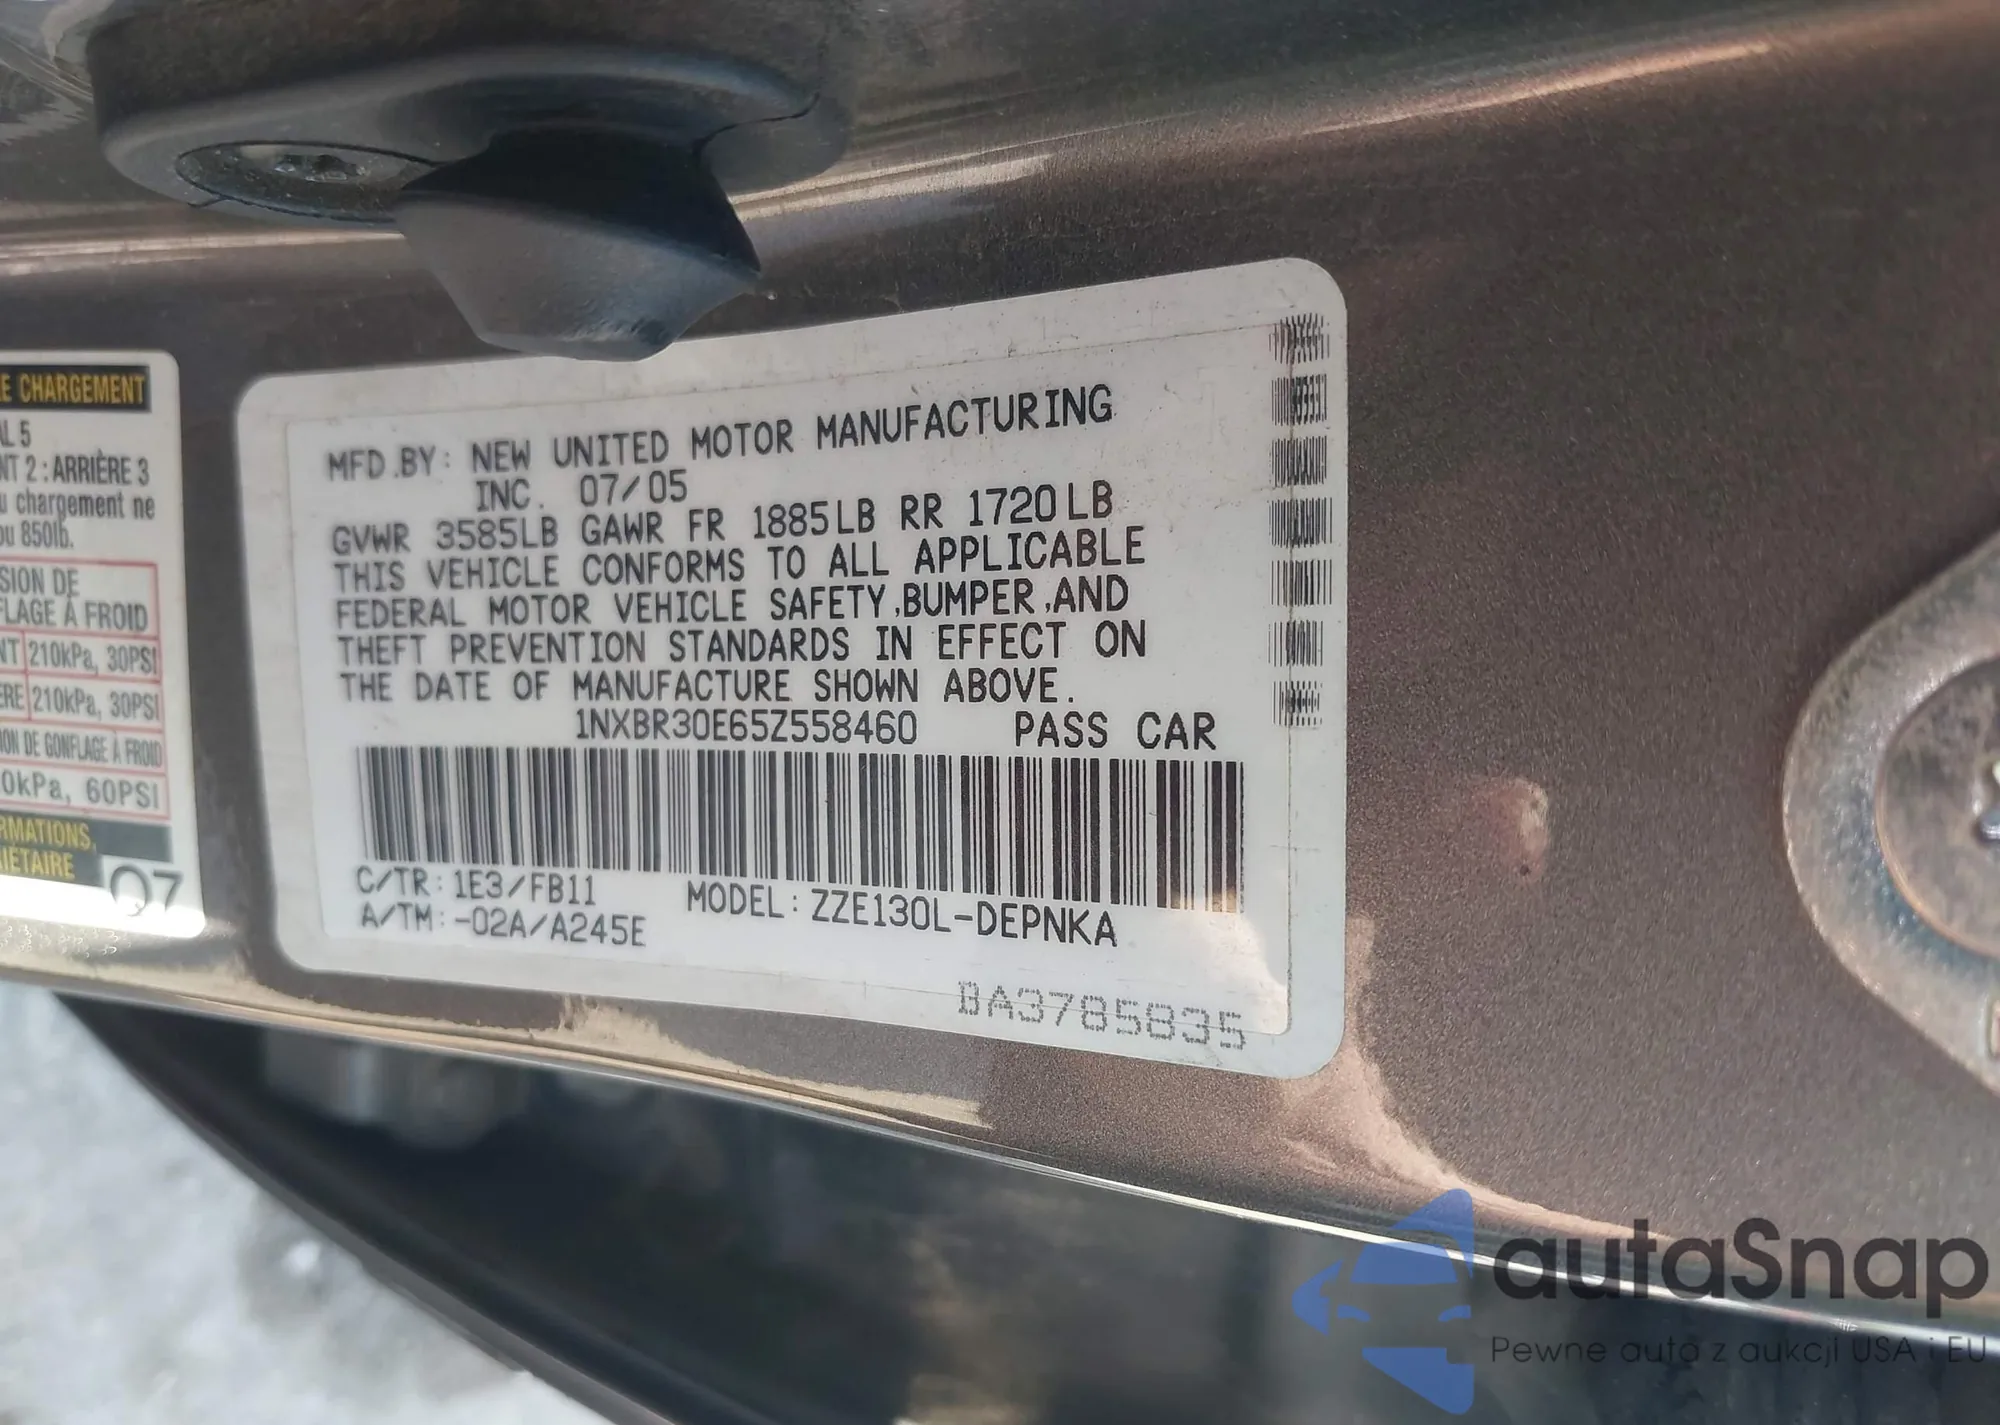 E CHARGEMENT
AL 5
NT 2 : ARRIÈRE 3
u chargement ne
ou 850lb.
SION DE
FLAGE À FROID
NT 210kPa, 30PSI
ERE 210kPa, 30PSI
ION DE GONFLAGE À FROID
0kPa, 60PSI
RMATIONS,
IÉTAIRE
07
MFD.BY: NEW UNITED MOTOR MANUFACTURING
INC. 07/05
GVWR 3585LB GAWR FR 1885LB RR 1720LB
THIS VEHICLE CONFORMS TO ALL APPLICABLE
FEDERAL MOTOR VEHICLE SAFETY,BUMPER,AND
THEFT PREVENTION STANDARDS IN EFFECT ON
THE DATE OF MANUFACTURE SHOWN ABOVE.
1NXBR30E65Z558460 PASS CAR
C/TR: 1E3/FB11 MODEL: ZZE130L-DEPNKA
A/TM:-02A/A245E
BA3785835
autaSnap
Pewne auta z aukcji USA i EU